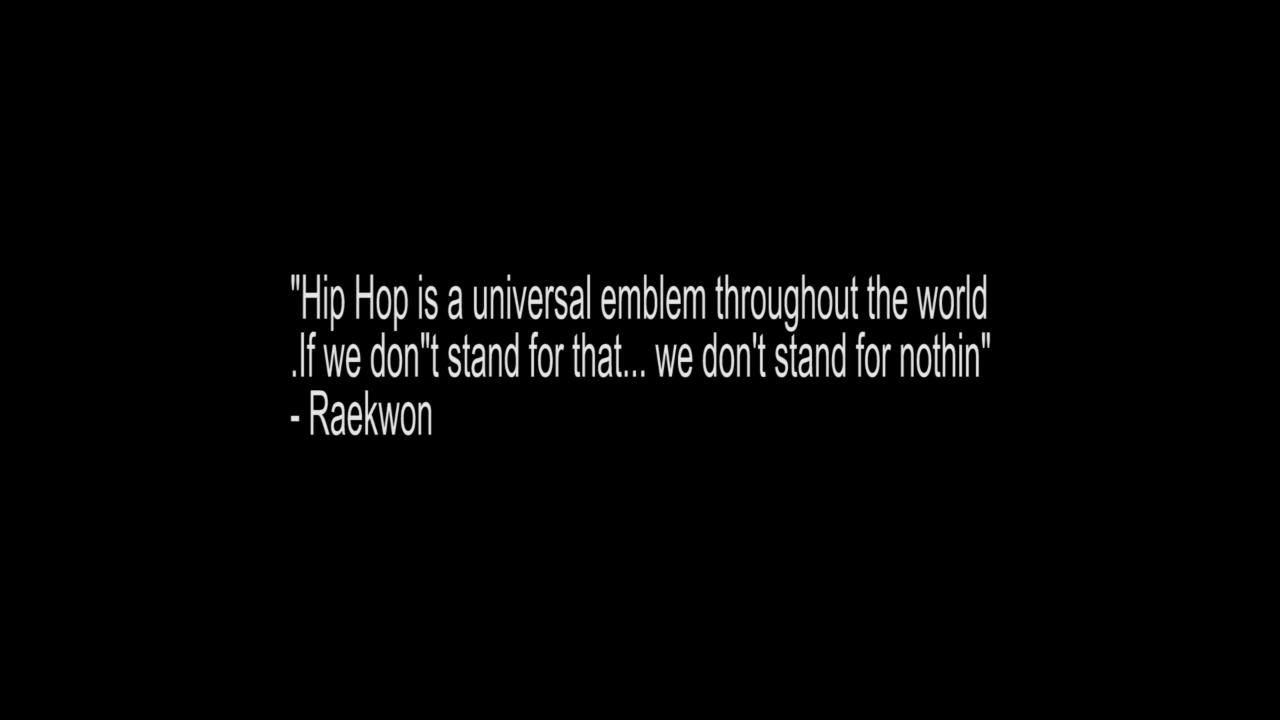 "Hip Hop is a universal emblem throughout the world
.If we don"t stand for that... we don't stand for nothin"
- Raekwon